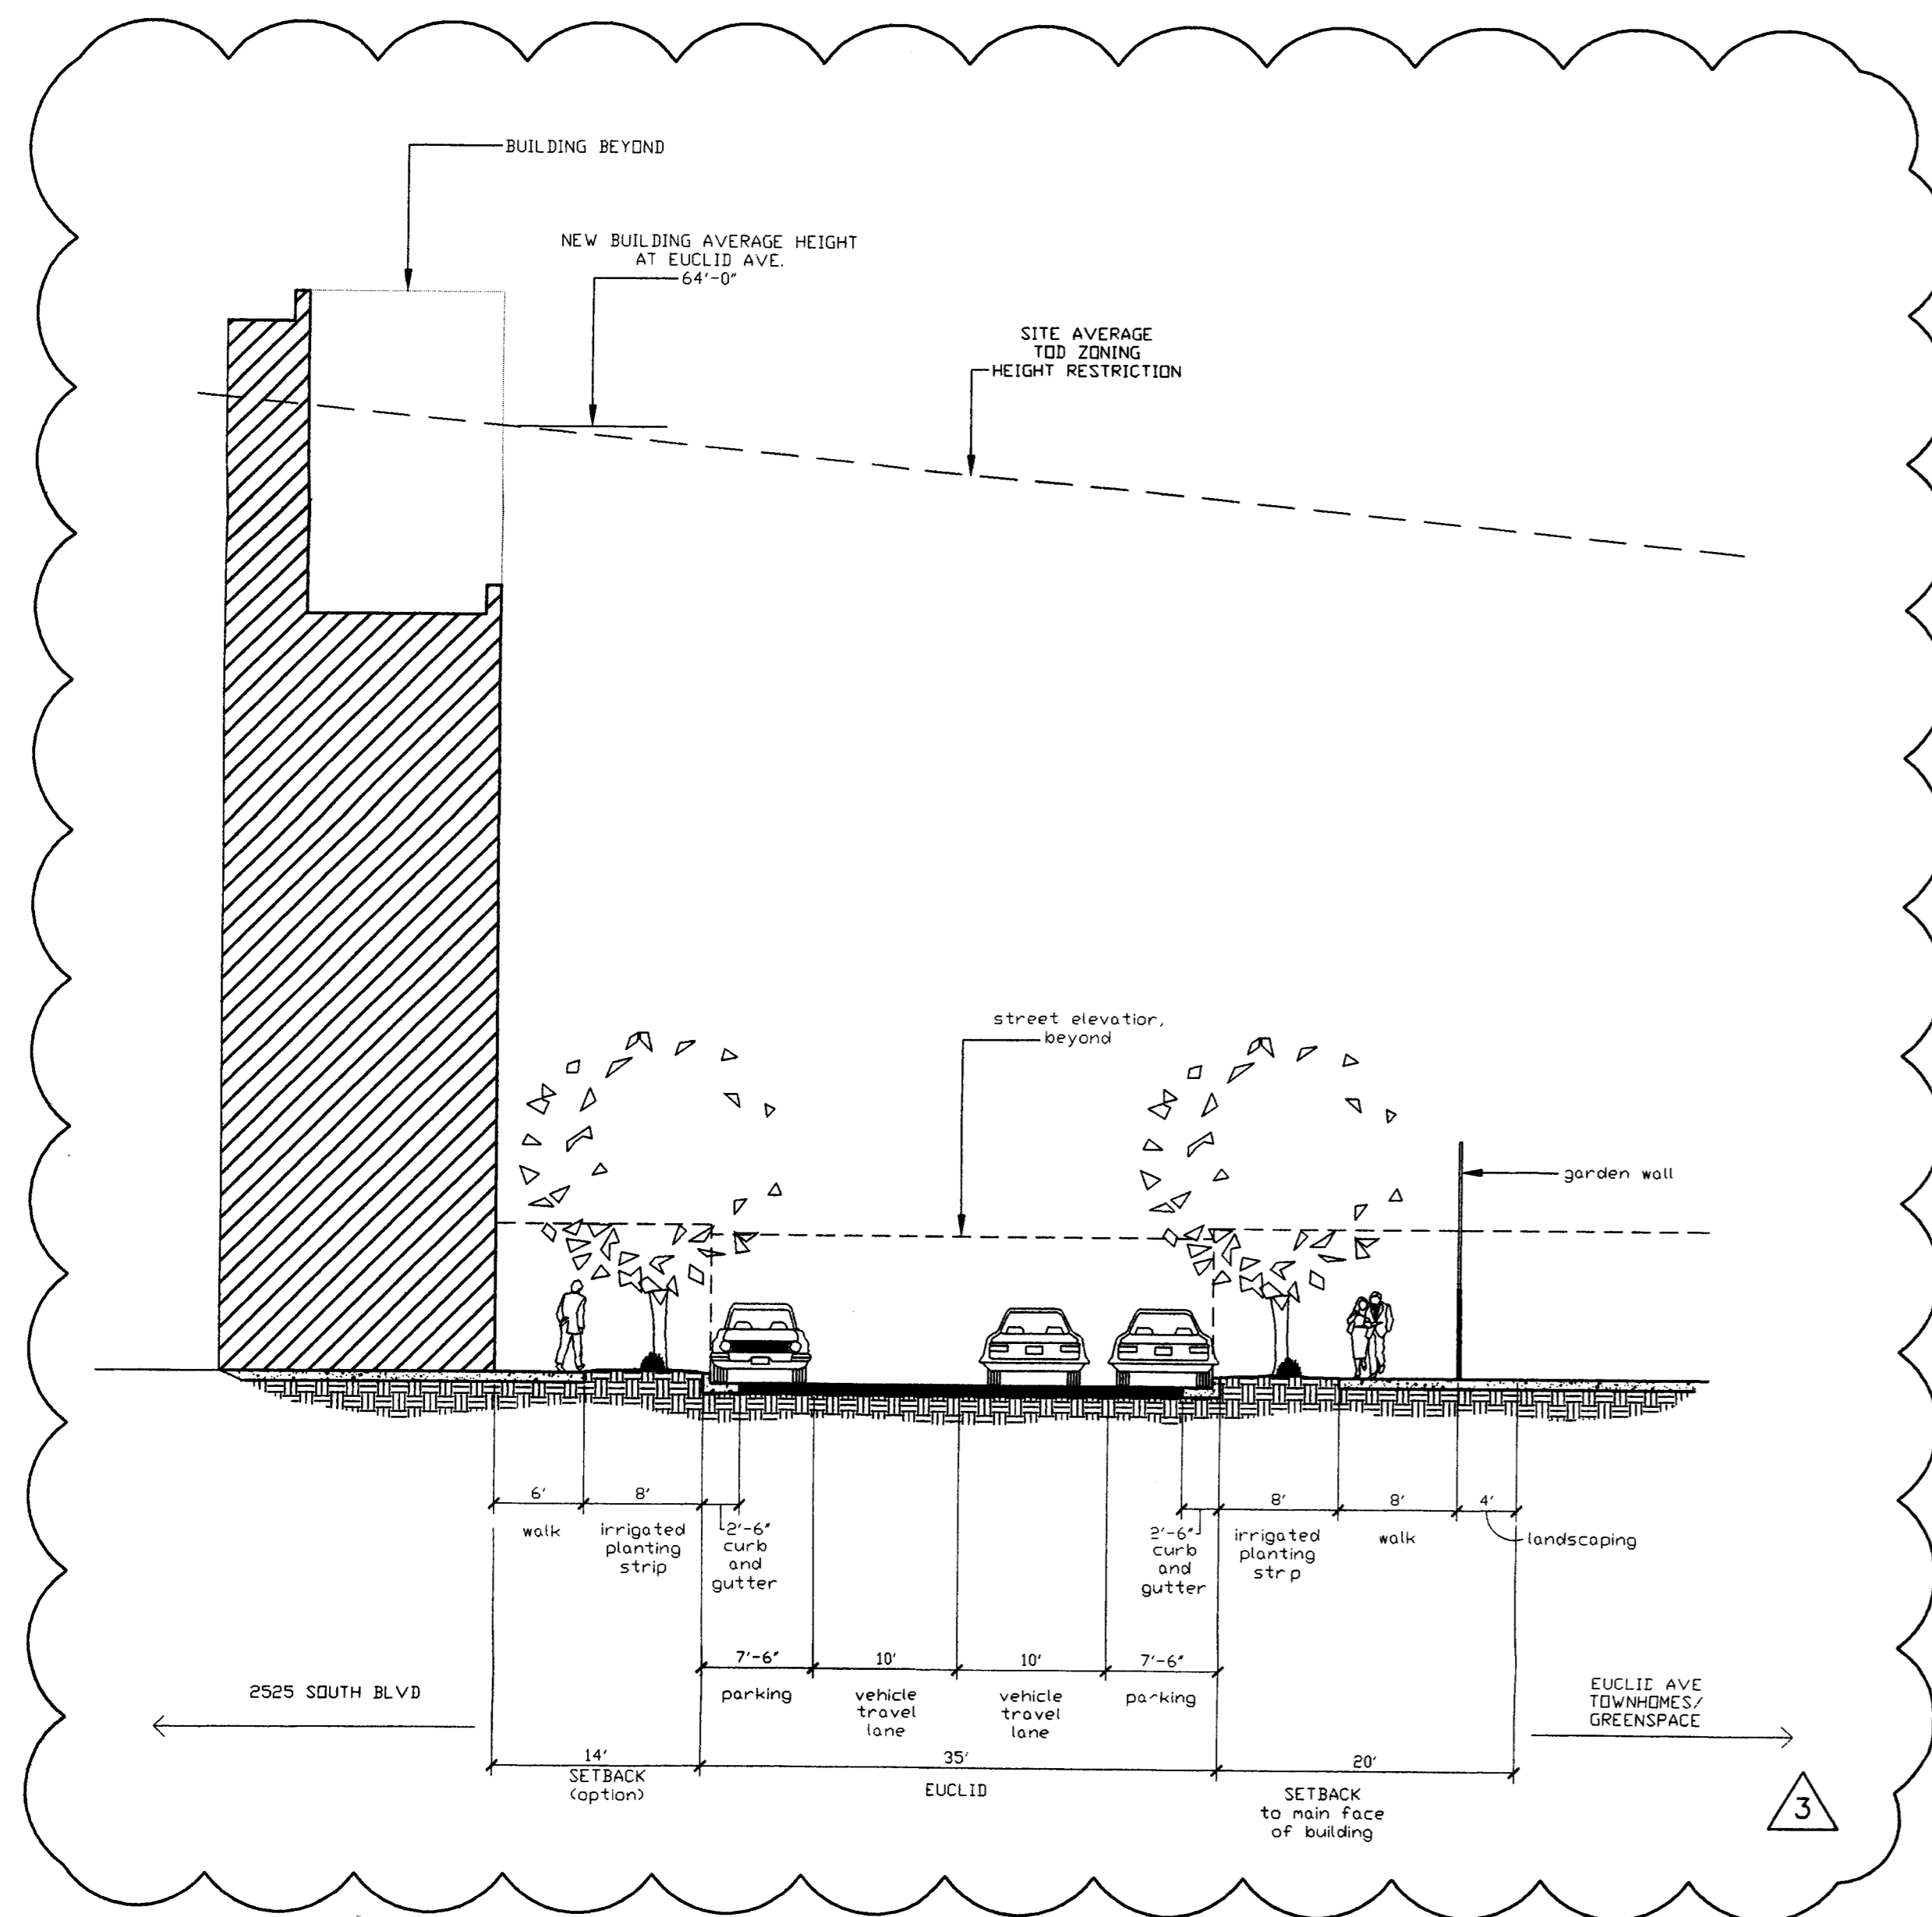 BUILDING BEYOND
NEW BUILDING AVERAGE HEIGHT
AT EUCLID AVE.
64'-0"
SITE AVERAGE
TOD ZONING
HEIGHT RESTRICTION
street elevation,
beyond
garden wall
6'
8'
walk
irrigated
planting
strip
2'-6"
curb
and
gutter
2'-6"
curb
and
gutter
8'
8'
4'
irrigated
planting
str p
walk
landscaping
7'-6"
10'
10'
7'-6"
parking
vehicle
travel
lane
vehicle
travel
lane
parking
2525 SOUTH BLVD
EUCLID AVE
TOWNHOMES/
GREENSPACE
14'
SETBACK
(option)
35'
EUCLID
20'
SETBACK
to main face
of building
3